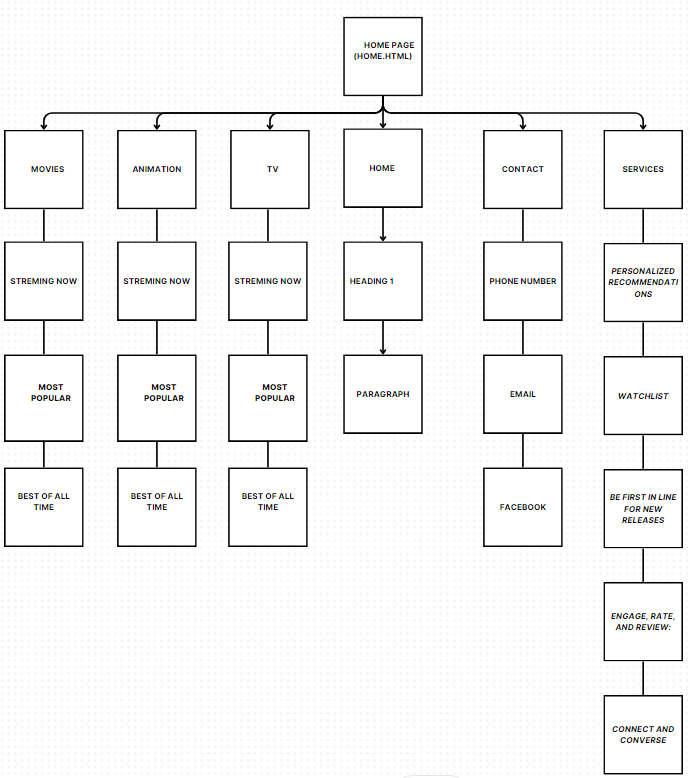 HOME PAGE
(HOME.HTML)
MOVIES
ANIMATION
TV
HOME
CONTACT
SERVICES
STREMING NOW
STREMING NOW
STREMING NOW
HEADING 1
PHONE NUMBER
PERSONALIZED
RECOMMENDATI
ONS
MOST
POPULAR
MOST
POPULAR
MOST
POPULAR
PARAGRAPH
EMAIL
WATCHLIST
BEST OF ALL
TIME
BEST OF ALL
TIME
BEST OF ALL
TIME
FACEBOOK
BE FIRST IN LINE
FOR NEW
RELEASES
ENGAGE, RATE,
AND REVIEW:
CONNECT AND
CONVERSE